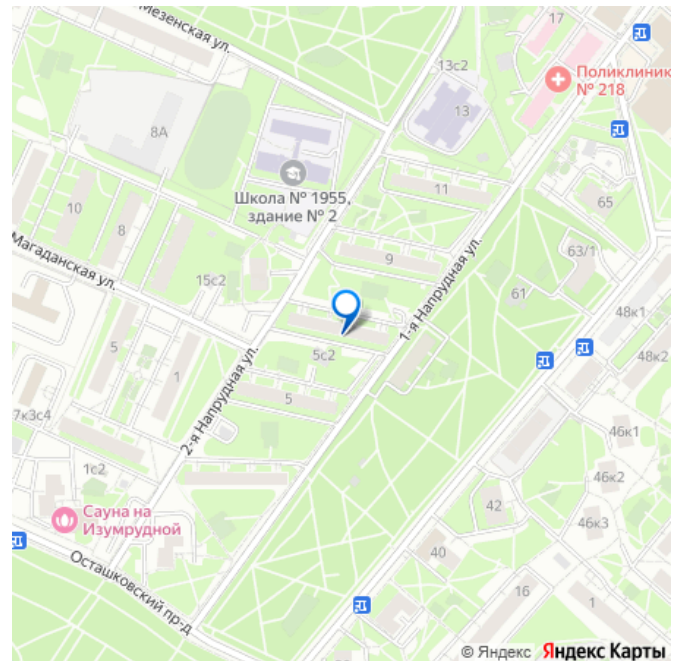 Мезенская ул.
17
13с2
Поликлиник
№ 218
13
8А
Школа № 1955,
здание № 2
11
65
10
8
9
63/1
Магаданская ул.
15с2
1-я Напрудная ул.
61
48к1
5
5с2
48к2
1
2-я Напрудная ул.
5
7к3с4
46к1
1с2
46к2
42
Сауна на
Изумрудной
46к3
40
Осташковский пр-д
16
1
© Яндекс Яндекс Карты